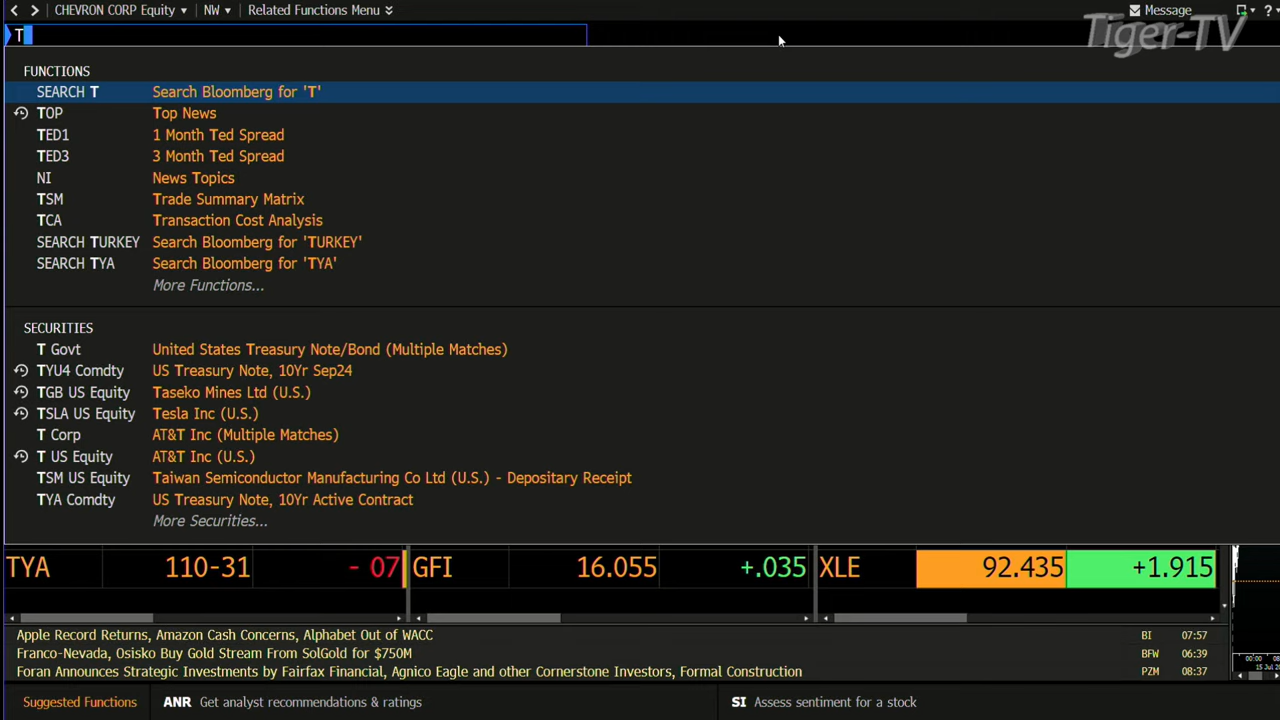 CHEVRON CORP Equity NW Related Functions Menu Message ?
Tiger-TV
T
FUNCTIONS
SEARCH T Search Bloomberg for 'T'
TOP Top News
TED1 1 Month Ted Spread
TED3 3 Month Ted Spread
NI News Topics
TSM Trade Summary Matrix
TCA Transaction Cost Analysis
SEARCH TURKEY Search Bloomberg for 'TURKEY'
SEARCH TYA Search Bloomberg for 'TYA'
More Functions...
SECURITIES
T Govt United States Treasury Note/Bond (Multiple Matches)
TYU4 Comdty US Treasury Note, 10Yr Sep24
TGB US Equity Taseko Mines Ltd (U.S.)
TSLA US Equity Tesla Inc (U.S.)
T Corp AT&T Inc (Multiple Matches)
T US Equity AT&T Inc (U.S.)
TSM US Equity Taiwan Semiconductor Manufacturing Co Ltd (U.S.) - Depositary Receipt
TYA Comdty US Treasury Note, 10Yr Active Contract
More Securities...
TYA 110-31 - 07 GFI 16.055 +.035 XLE 92.435 +1.915
Apple Record Returns, Amazon Cash Concerns, Alphabet Out of WACC BI 07:57
Franco-Nevada, Osisko Buy Gold Stream From SolGold for $750M BFW 06:39
Foran Announces Strategic Investments by Fairfax Financial, Agnico Eagle and other Cornerstone Investors, Formal Construction PZM 08:37
00:00
15 Jul
Suggested Functions ANR Get analyst recommendations & ratings SI Assess sentiment for a stock